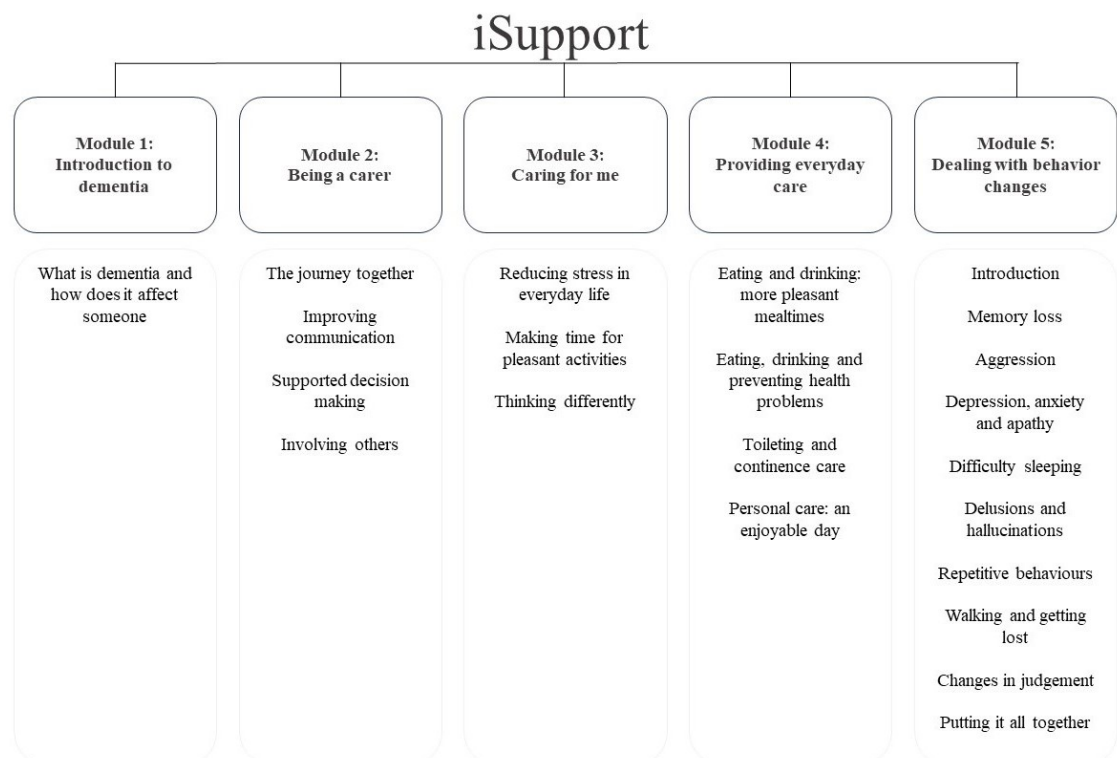 iSupport
Module 1:
Introduction to
dementia
Module 2:
Being a carer
Module 3:
Caring for me
Module 4:
Providing everyday
care
Module 5:
Dealing with behavior
changes
What is dementia and
how does it affect
someone
The journey together
Improving
communication
Supported decision
making
Involving others
Reducing stress in
everyday life
Making time for
pleasant activities
Thinking differently
Eating and drinking:
more pleasant
mealtimes
Eating, drinking and
preventing health
problems
Toileting and
continence care
Personal care: an
enjoyable day
Introduction
Memory loss
Aggression
Depression, anxiety
and apathy
Difficulty sleeping
Delusions and
hallucinations
Repetitive behaviours
Walking and getting
lost
Changes in judgement
Putting it all together